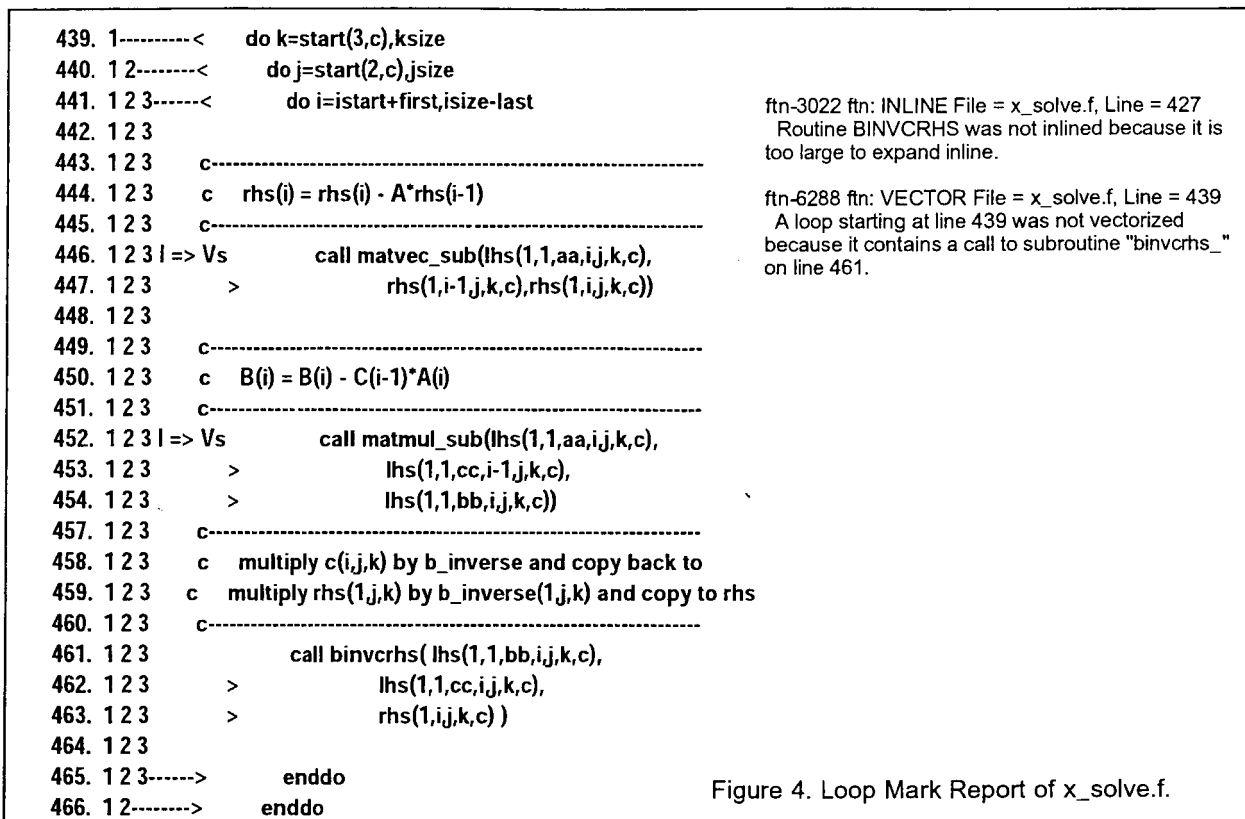 439. 1----------<      do k=start(3,c),ksize
440. 1 2--------<        do j=start(2,c),jsize
441. 1 2 3------<          do i=istart+first,isize-last
442. 1 2 3
443. 1 2 3      c---------------------------------------------------------------------
444. 1 2 3      c    rhs(i) = rhs(i) - A*rhs(i-1)
445. 1 2 3      c---------------------------------------------------------------------
446. 1 2 3 I => Vs            call matvec_sub(lhs(1,1,aa,i,j,k,c),
447. 1 2 3         >                    rhs(1,i-1,j,k,c),rhs(1,i,j,k,c))
448. 1 2 3
449. 1 2 3      c---------------------------------------------------------------------
450. 1 2 3      c    B(i) = B(i) - C(i-1)*A(i)
451. 1 2 3      c---------------------------------------------------------------------
452. 1 2 3 I => Vs            call matmul_sub(lhs(1,1,aa,i,j,k,c),
453. 1 2 3         >                    lhs(1,1,cc,i-1,j,k,c),
454. 1 2 3         >                    lhs(1,1,bb,i,j,k,c))
457. 1 2 3      c---------------------------------------------------------------------
458. 1 2 3      c    multiply c(i,j,k) by b_inverse and copy back to
459. 1 2 3    c    multiply rhs(1,j,k) by b_inverse(1,j,k) and copy to rhs
460. 1 2 3      c---------------------------------------------------------------------
461. 1 2 3                call binvcrhs( lhs(1,1,bb,i,j,k,c),
462. 1 2 3         >                    lhs(1,1,cc,i,j,k,c),
463. 1 2 3         >                    rhs(1,i,j,k,c) )
464. 1 2 3
465. 1 2 3------>          enddo
466. 1 2-------->        enddo
ftn-3022 ftn: INLINE File = x_solve.f, Line = 427
Routine BINVCRHS was not inlined because it is
too large to expand inline.
ftn-6288 ftn: VECTOR File = x_solve.f, Line = 439
A loop starting at line 439 was not vectorized
because it contains a call to subroutine "binvcrhs_"
on line 461.
Figure 4. Loop Mark Report of x_solve.f.